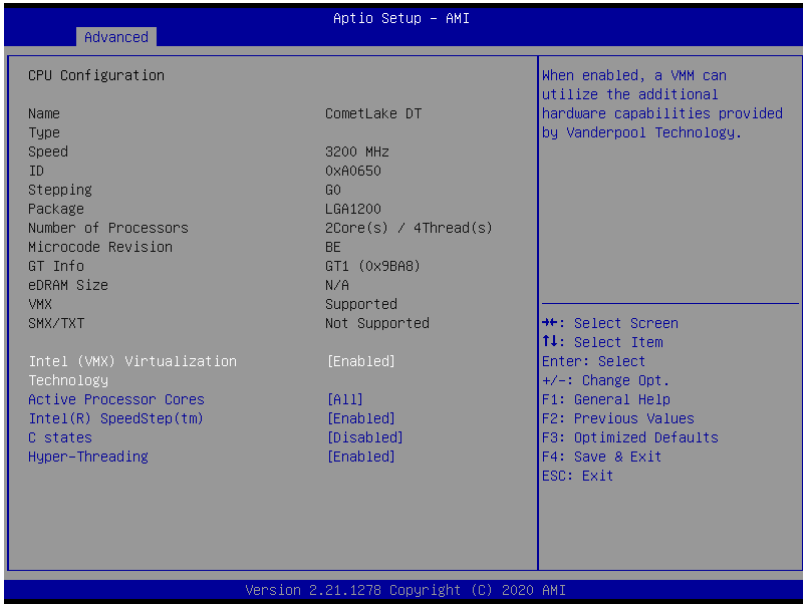 Aptio Setup – AMI
Advanced
CPU Configuration
Name CometLake DT
Type
Speed 3200 MHz
ID 0xA0650
Stepping G0
Package LGA1200
Number of Processors 2Core(s) / 4Thread(s)
Microcode Revision BE
GT Info GT1 (0x9BA8)
eDRAM Size N/A
VMX Supported
SMX/TXT Not Supported
Intel (VMX) Virtualization [Enabled]
Technology
Active Processor Cores [All]
Intel(R) SpeedStep(tm) [Enabled]
C states [Disabled]
Hyper-Threading [Enabled]
When enabled, a VMM can
utilize the additional
hardware capabilities provided
by Vanderpool Technology.
→←: Select Screen
↑↓: Select Item
Enter: Select
+/-: Change Opt.
F1: General Help
F2: Previous Values
F3: Optimized Defaults
F4: Save & Exit
ESC: Exit
Version 2.21.1278 Copyright (C) 2020 AMI